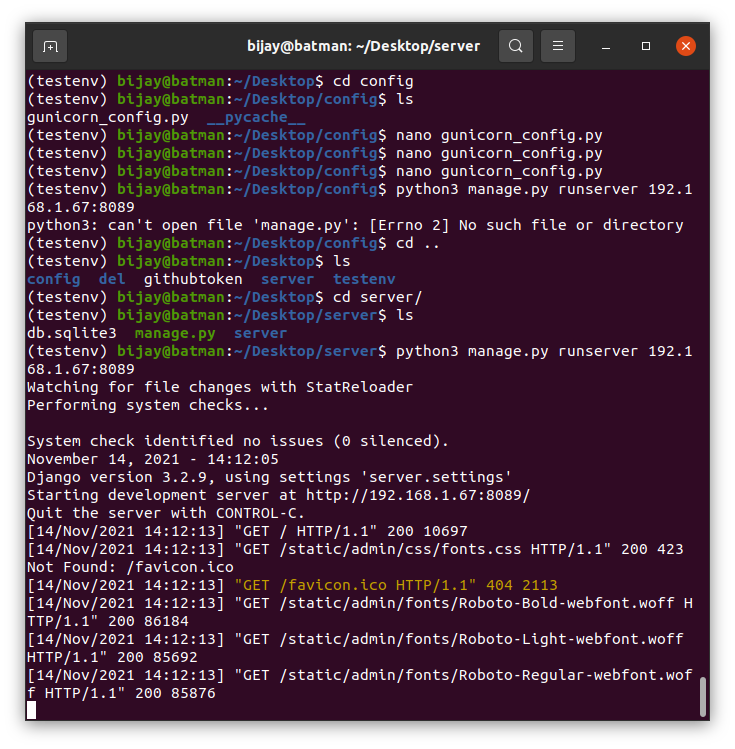 bijay@batman: ~/Desktop/server
(testenv) bijay@batman:~/Desktop$ cd config
(testenv) bijay@batman:~/Desktop/config$ ls
gunicorn_config.py  __pycache__
(testenv) bijay@batman:~/Desktop/config$ nano gunicorn_config.py
(testenv) bijay@batman:~/Desktop/config$ nano gunicorn_config.py
(testenv) bijay@batman:~/Desktop/config$ nano gunicorn_config.py
(testenv) bijay@batman:~/Desktop/config$ python3 manage.py runserver 192.1
68.1.67:8089
python3: can't open file 'manage.py': [Errno 2] No such file or directory
(testenv) bijay@batman:~/Desktop/config$ cd ..
(testenv) bijay@batman:~/Desktop$ ls
config  del  githubtoken  server  testenv
(testenv) bijay@batman:~/Desktop$ cd server/
(testenv) bijay@batman:~/Desktop/server$ ls
db.sqlite3  manage.py  server
(testenv) bijay@batman:~/Desktop/server$ python3 manage.py runserver 192.1
68.1.67:8089
Watching for file changes with StatReloader
Performing system checks...

System check identified no issues (0 silenced).
November 14, 2021 - 14:12:05
Django version 3.2.9, using settings 'server.settings'
Starting development server at http://192.168.1.67:8089/
Quit the server with CONTROL-C.
[14/Nov/2021 14:12:13] "GET / HTTP/1.1" 200 10697
[14/Nov/2021 14:12:13] "GET /static/admin/css/fonts.css HTTP/1.1" 200 423
Not Found: /favicon.ico
[14/Nov/2021 14:12:13] "GET /favicon.ico HTTP/1.1" 404 2113
[14/Nov/2021 14:12:13] "GET /static/admin/fonts/Roboto-Bold-webfont.woff H
TTP/1.1" 200 86184
[14/Nov/2021 14:12:13] "GET /static/admin/fonts/Roboto-Light-webfont.woff
HTTP/1.1" 200 85692
[14/Nov/2021 14:12:13] "GET /static/admin/fonts/Roboto-Regular-webfont.wof
f HTTP/1.1" 200 85876